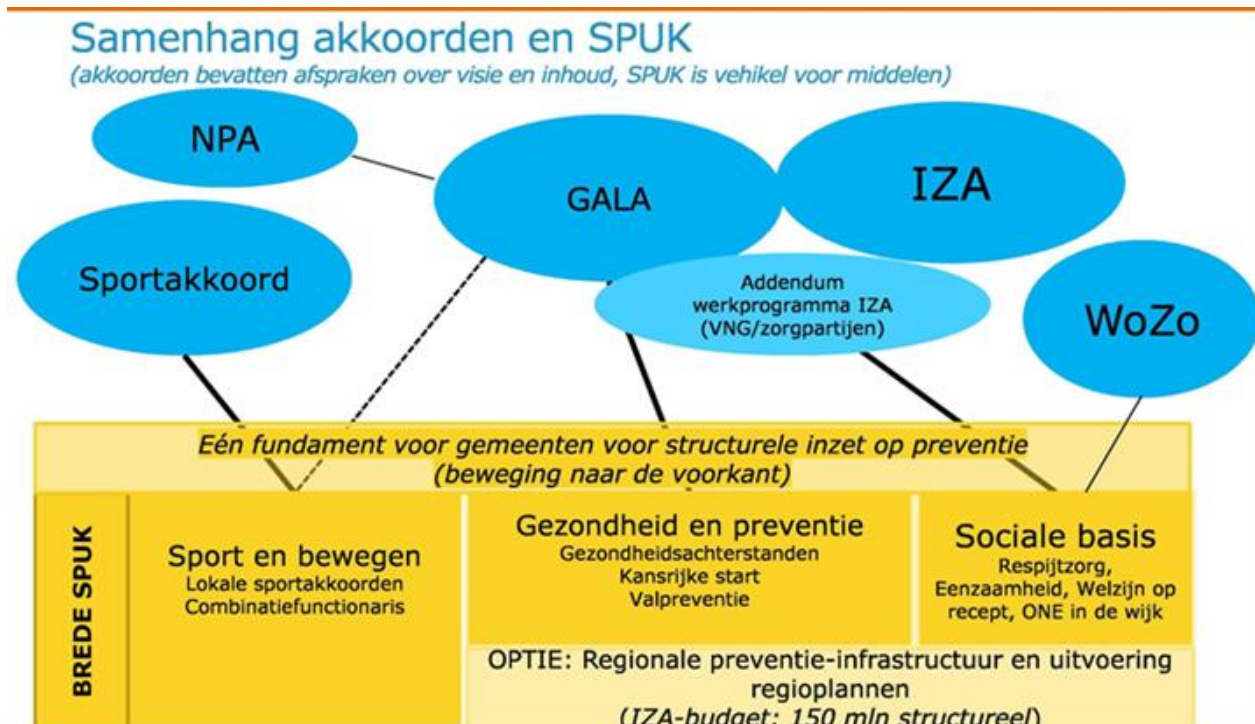 Samenhang akkoorden en SPUK
(akkoorden bevatten afspraken over visie en inhoud, SPUK is vehikel voor middelen)
NPA
GALA
IZA
Sportakkoord
Addendum
werkprogramma IZA
(VNG/zorgpartijen)
WoZo
Eén fundament voor gemeenten voor structurele inzet op preventie
(beweging naar de voorkant)
BREDE SPUK
Sport en bewegen
Lokale sportakkoorden
Combinatiefunctionaris
Gezondheid en preventie
Gezondheidsachterstanden
Kansrijke start
Valpreventie
Sociale basis
Respijtzorg,
Eenzaamheid, Welzijn op
recept, ONE in de wijk
OPTIE: Regionale preventie-infrastructuur en uitvoering
regioplannen
(IZA-budget: 150 mln structureel)